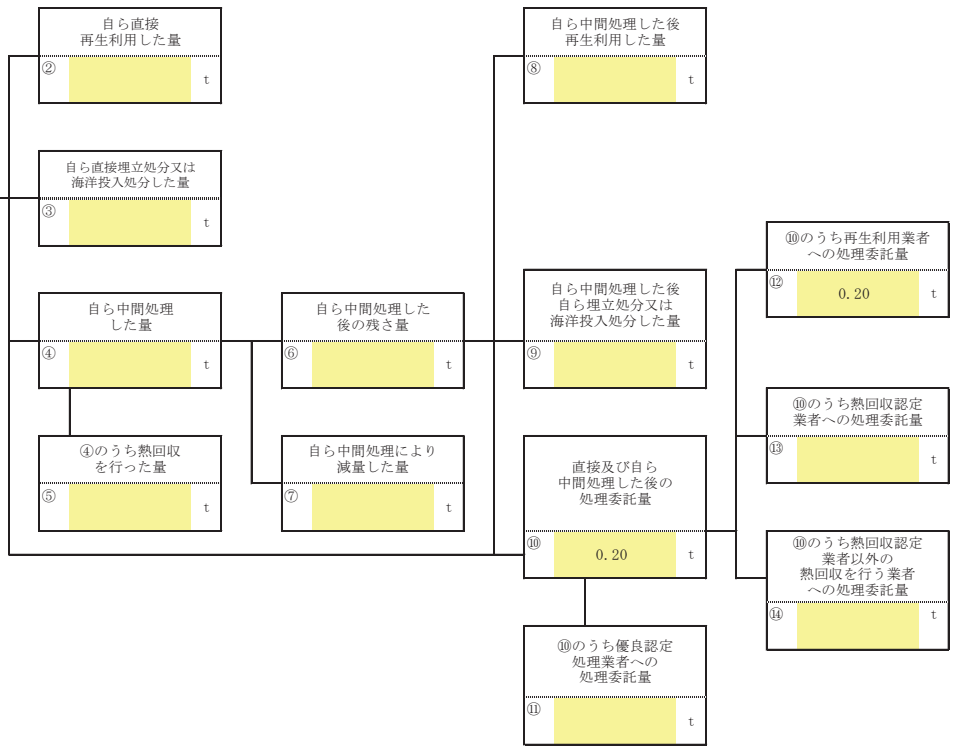 自ら直接
再生利用した量
②
t
自ら直接埋立処分又は
海洋投入処分した量
③
t
自ら中間処理
した量
④
t
④のうち熱回収
を行った量
⑤
t
自ら中間処理した
後の残さ量
⑥
t
自ら中間処理により
減量した量
⑦
t
自ら中間処理した後
再生利用した量
⑧
t
自ら中間処理した後
自ら埋立処分又は
海洋投入処分した量
⑨
t
直接及び自ら
中間処理した後の
処理委託量
⑩ 0.20 t
⑩のうち優良認定
処理業者への
処理委託量
⑪
t
⑩のうち再生利用業者
への処理委託量
⑫ 0.20 t
⑩のうち熱回収認定
業者への処理委託量
⑬
t
⑩のうち熱回収認定
業者以外の
熱回収を行う業者
への処理委託量
⑭
t